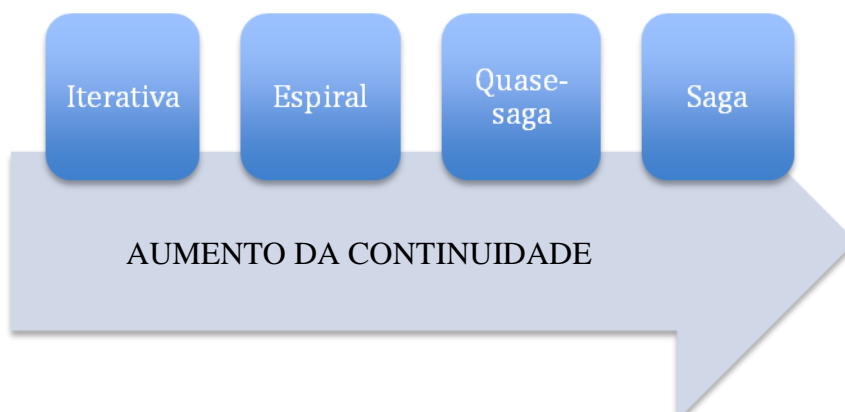 Iterativa
Espiral
Quase-
saga
Saga
AUMENTO DA CONTINUIDADE